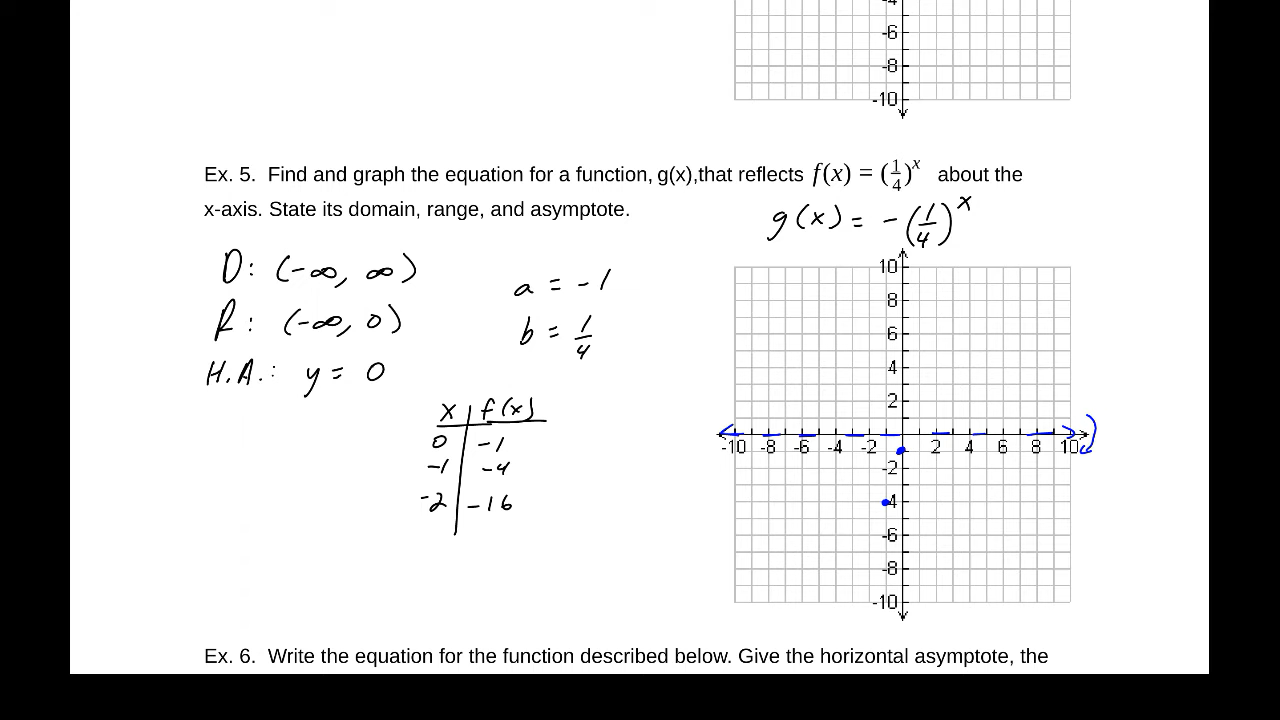 -4
-6
-8
-10
Ex. 5. Find and graph the equation for a function, g(x),that reflects f(x) = (1/4)^x about the
x-axis. State its domain, range, and asymptote.
g(x) = -(1/4)^x
D: (-∞, ∞)
R: (-∞, 0)
H.A.: y = 0
a = -1
b = 1/4
x | f(x)
0 | -1
-1 | -4
-2 | -16
10
8
6
4
2
-10 -8 -6 -4 -2 2 4 6 8 10
-2
-4
-6
-8
-10
Ex. 6. Write the equation for the function described below. Give the horizontal asymptote, the